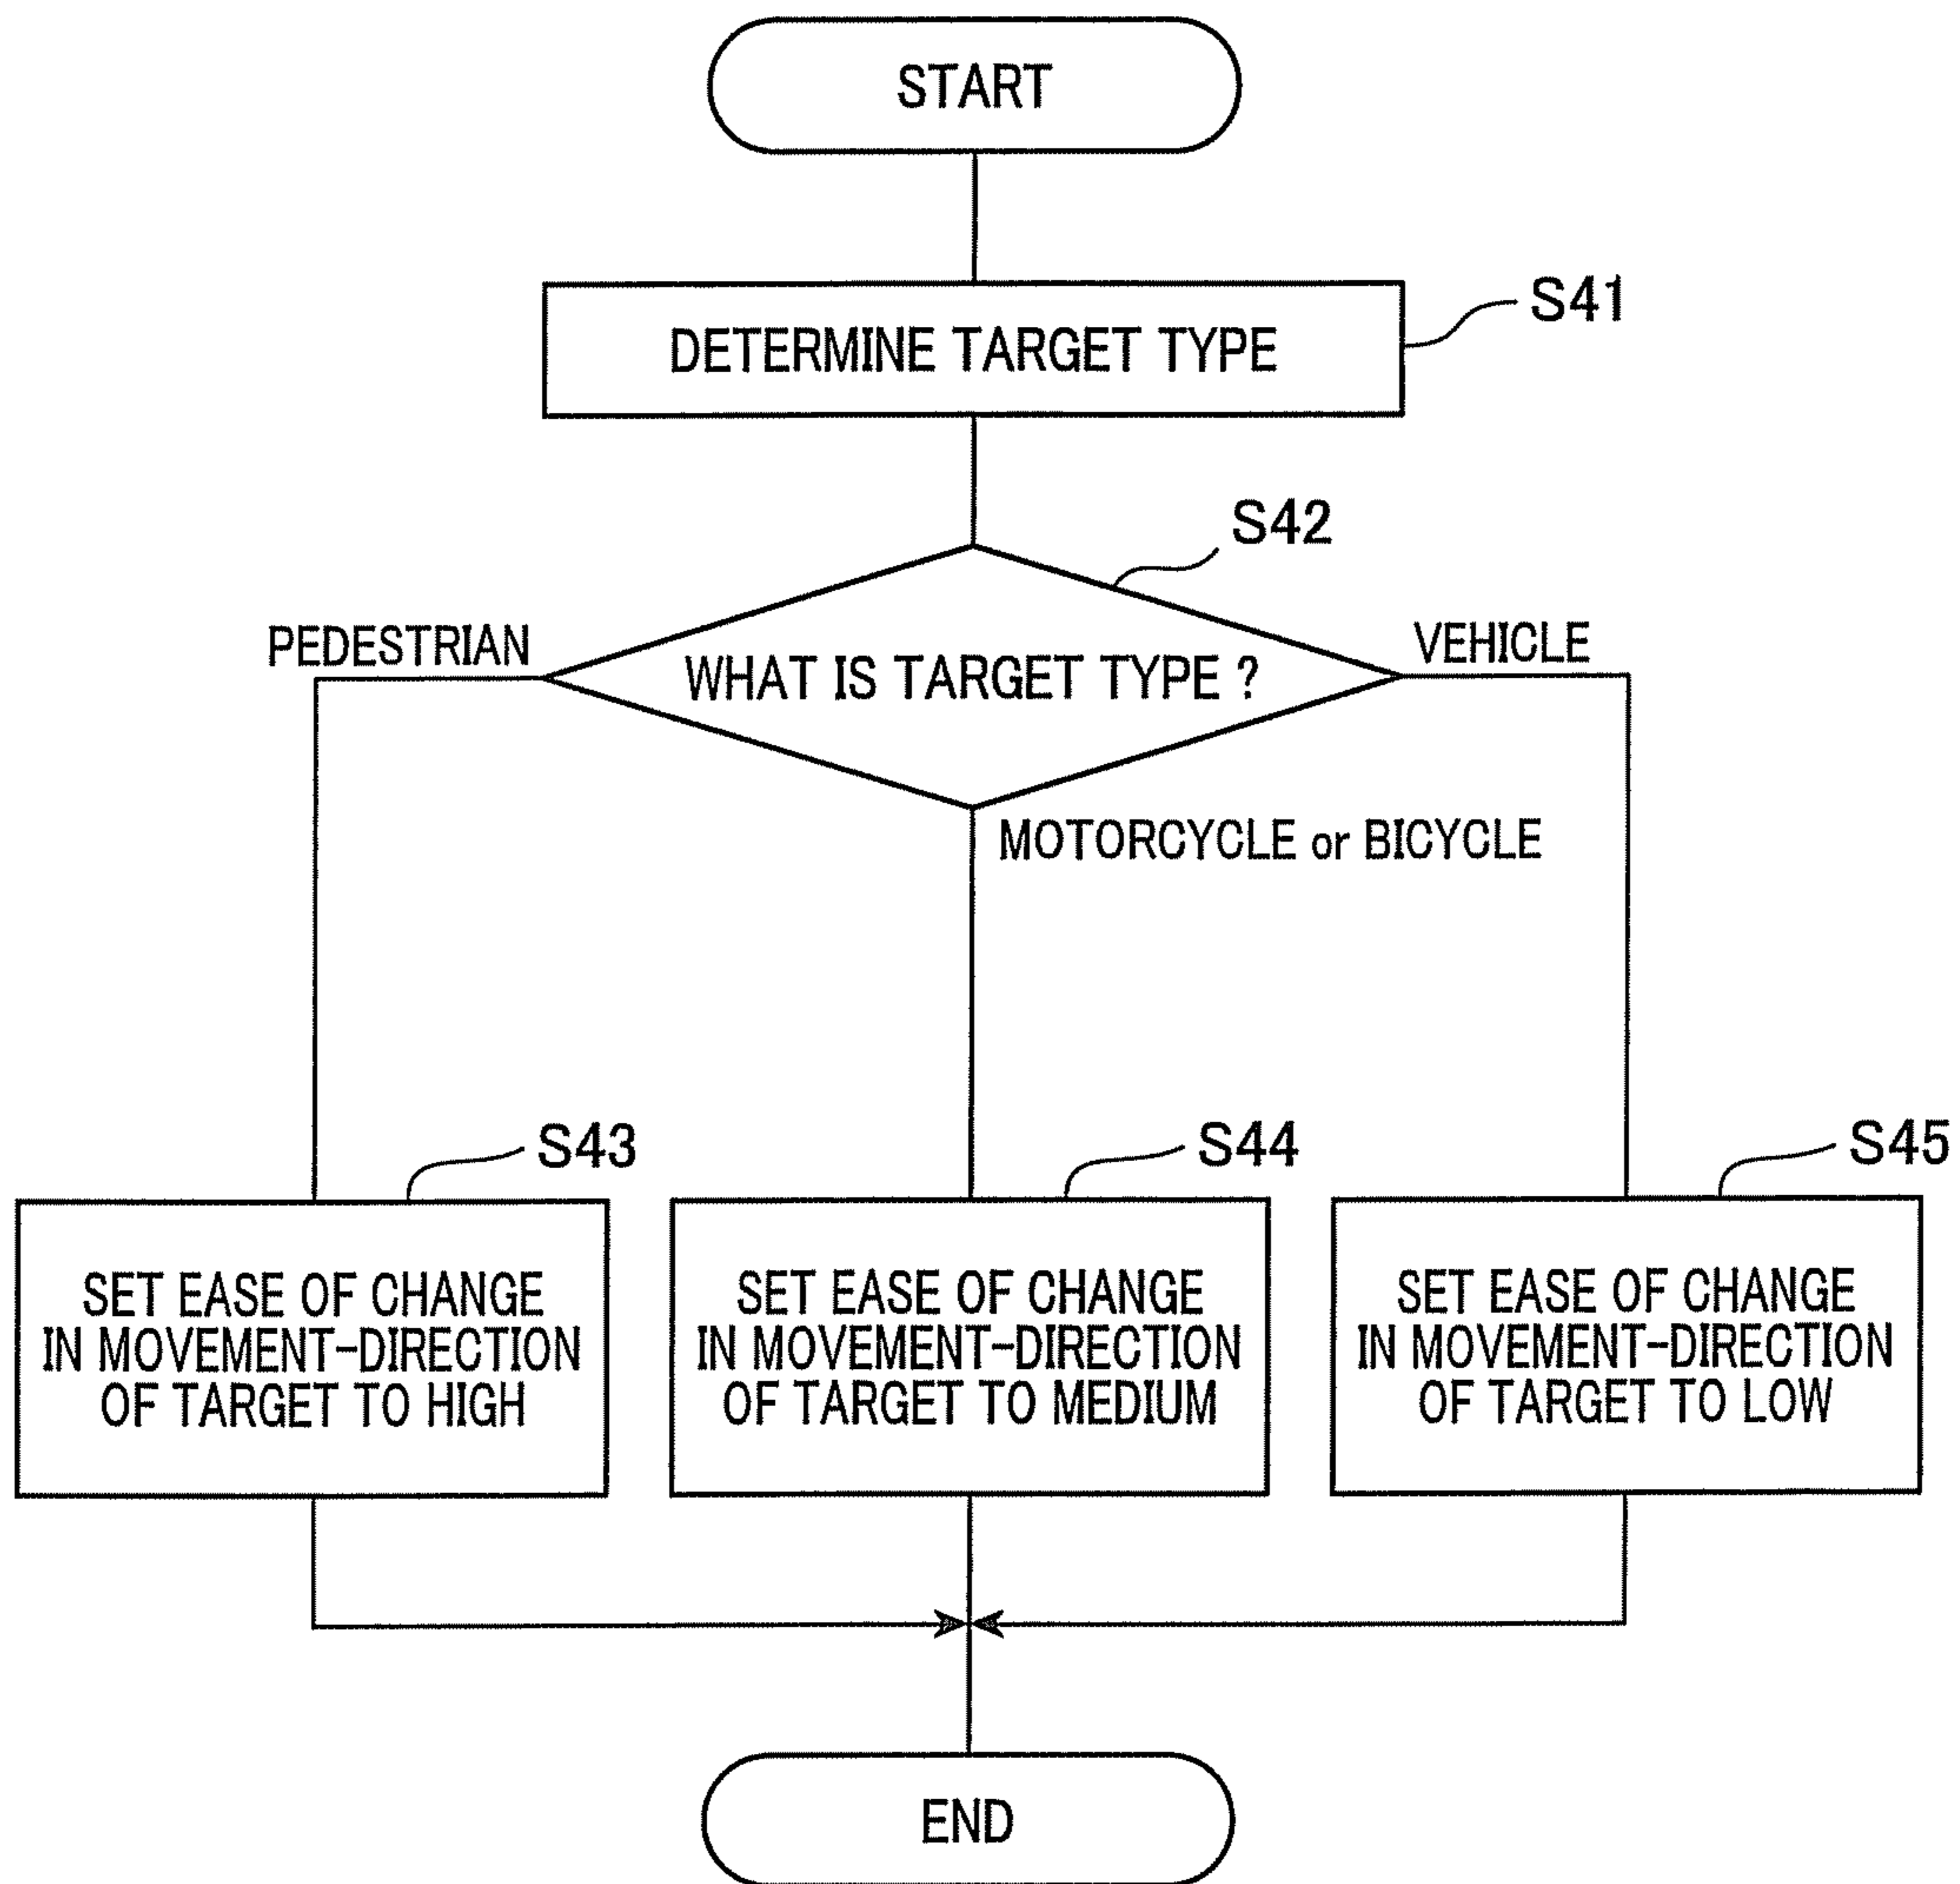 START
S41
DETERMINE TARGET TYPE
S42
PEDESTRIAN
VEHICLE
WHAT IS TARGET TYPE ?
MOTORCYCLE or BICYCLE
S43
SET EASE OF CHANGE
IN MOVEMENT-DIRECTION
OF TARGET TO HIGH
S44
SET EASE OF CHANGE
IN MOVEMENT-DIRECTION
OF TARGET TO MEDIUM
S45
SET EASE OF CHANGE
IN MOVEMENT-DIRECTION
OF TARGET TO LOW
END